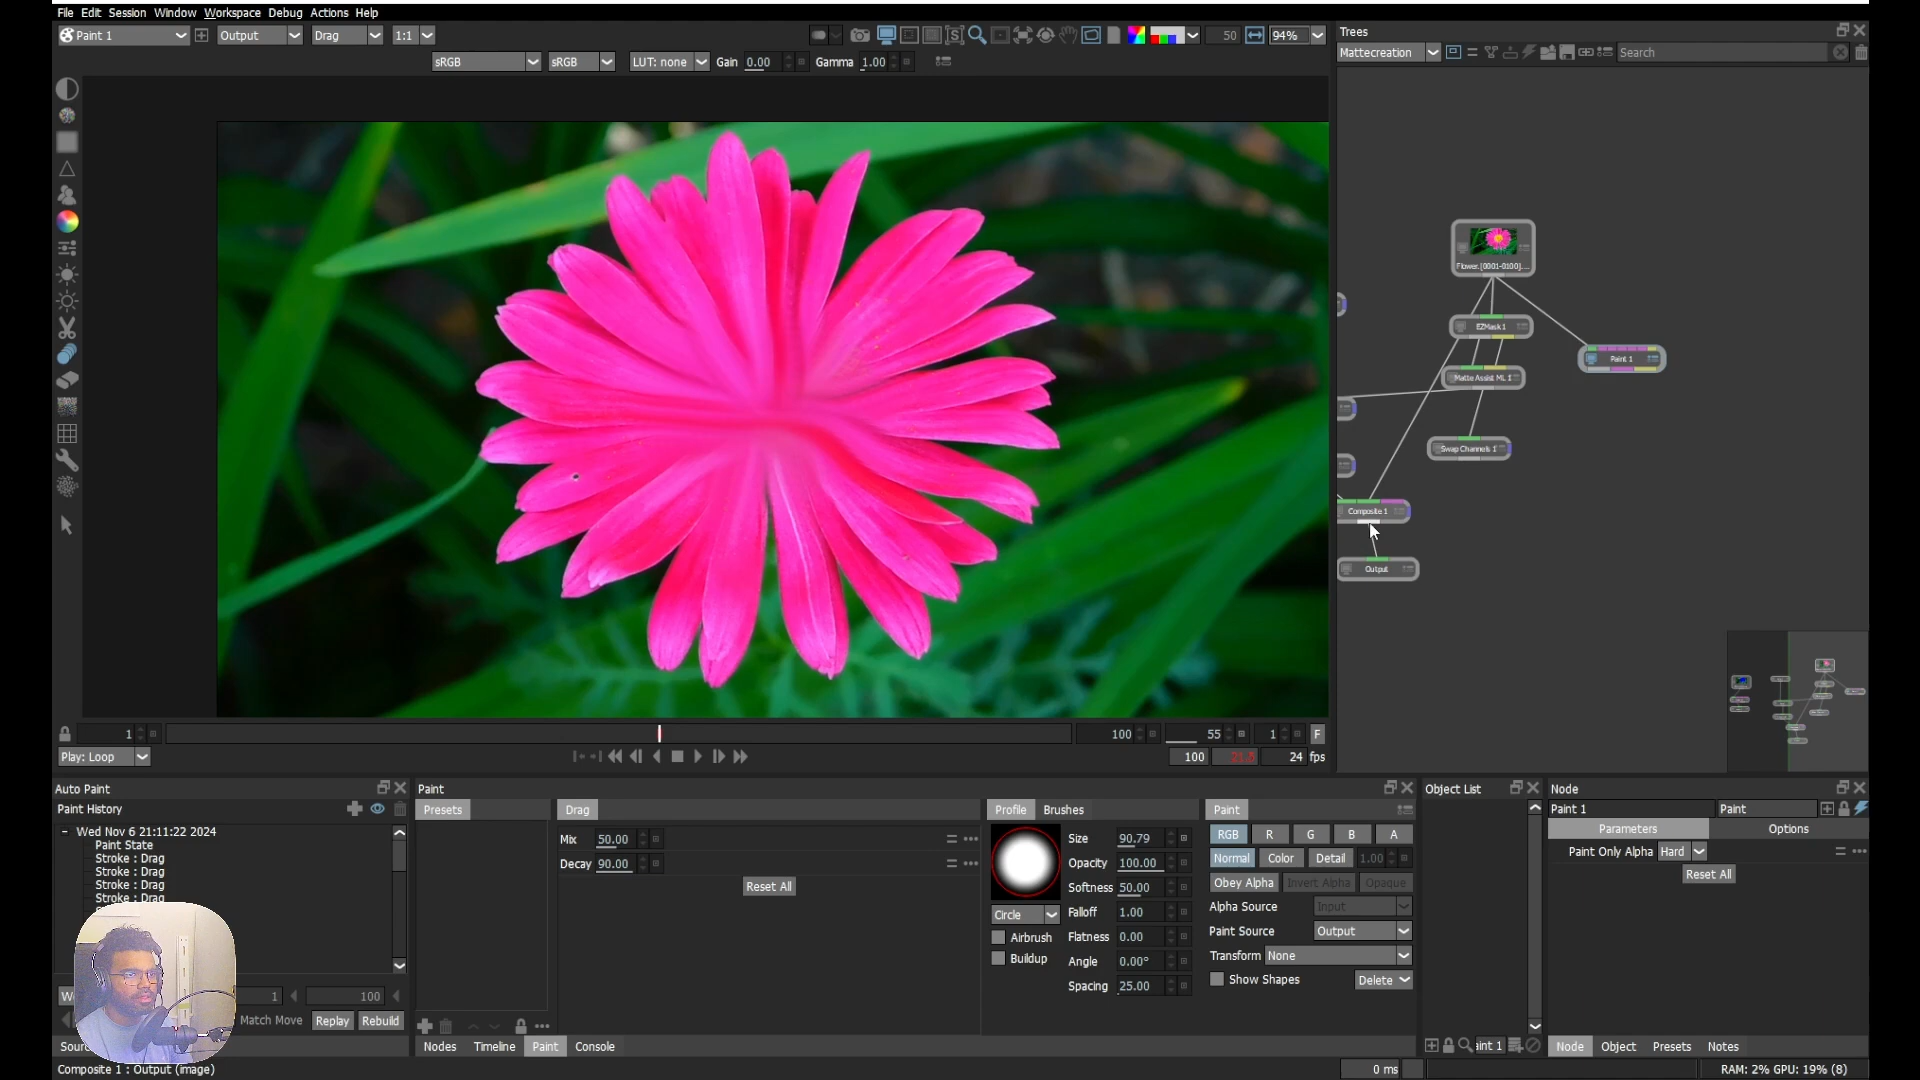 File Edit Session Window Workspace Debug Actions Help
Paint 1 Output Drag 1:1 50 94%
sRGB sRGB LUT: none Gain 0.00 Gamma 1.00
Trees
Mattecreation Search
Flower.[0001-0100]....
EZMask 1
Paint 1
Matte Assist ML 1
Swap Channels 1
Composite 1
Output
1 100 55 1 F
Play: Loop 100 24 fps
Auto Paint
Paint History
Wed Nov 6 21:11:22 2024
Paint State
Stroke : Drag
Stroke : Drag
Stroke : Drag
Stroke : Drag
1 100
Match Move Replay Rebuild
Paint
Presets Drag
Mix 50.00
Decay 90.00
Reset All
Profile Brushes
Size 90.79
Opacity 100.00
Softness 50.00
Circle Falloff 1.00
Airbrush Flatness 0.00
Buildup Angle 0.00°
Spacing 25.00
Paint
RGB R G B A
Normal Color Detail 1.00
Obey Alpha Invert Alpha Opaque
Alpha Source Input
Paint Source Output
Transform None
Show Shapes Delete
Object List
aint 1
Node
Paint 1 Paint
Parameters Options
Paint Only Alpha Hard
Reset All
Nodes Timeline Paint Console
Node Object Presets Notes
Composite 1 : Output (image) 0 ms RAM: 2% GPU: 19% (8)